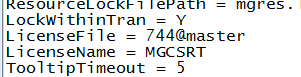 ResourceLockFilePath = mgres.
LockWithinTran = Y
LicenseFile = 744@master
LicenseName = MGCSRT
TooltipTimeout = 5